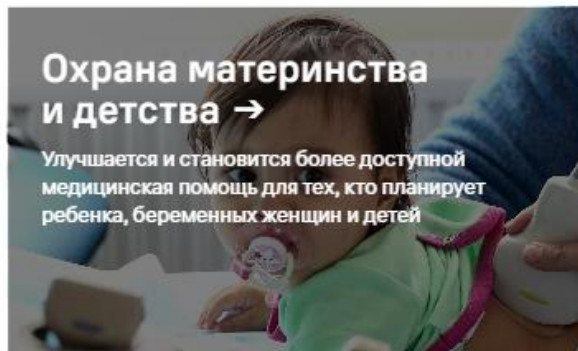 Охрана материнства
и детства →
Улучшается и становится более доступной
медицинская помощь для тех, кто планирует
ребенка, беременных женщин и детей